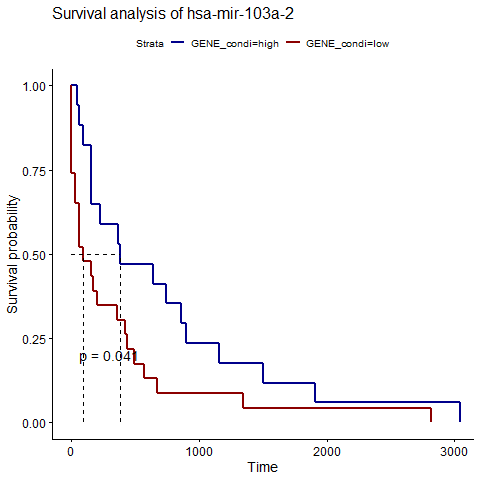 Survival analysis of hsa-mir-103a-2
Strata GENE_condi=high GENE_condi=low
Survival probability
1.00
0.75
0.50
0.25
0.00
p = 0.041
0 1000 2000 3000
Time